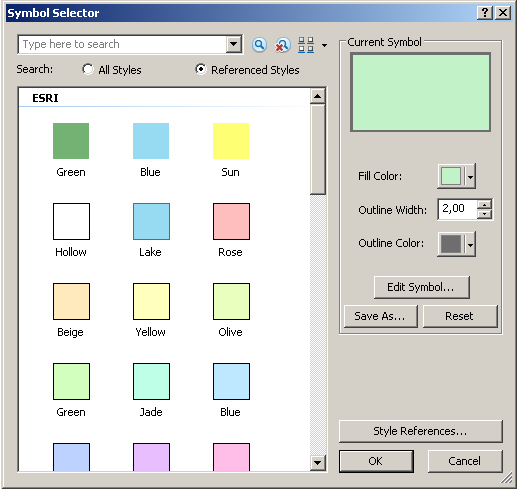 Symbol Selector
Type here to search
Search: All Styles Referenced Styles
ESRI
Green Blue Sun
Hollow Lake Rose
Beige Yellow Olive
Green Jade Blue
Current Symbol
Fill Color:
Outline Width: 2,00
Outline Color:
Edit Symbol...
Save As... Reset
Style References...
OK Cancel